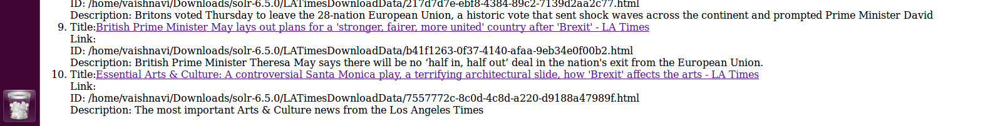 ID: /home/vaishnavi/Downloads/solr-6.5.0/LATimesDownloadData/217d7d7e-ebf8-4384-89c2-7139d2aa2c77.html
Description: Britons voted Thursday to leave the 28-nation European Union, a historic vote that sent shock waves across the continent and prompted Prime Minister David
9. Title:British Prime Minister May lays out plans for a 'stronger, fairer, more united' country after 'Brexit' - LA Times
Link:
ID: /home/vaishnavi/Downloads/solr-6.5.0/LATimesDownloadData/b41f1263-0f37-4140-afaa-9eb34e0f00b2.html
Description: British Prime Minister Theresa May says there will be no ‘half in, half out’ deal in the nation's exit from the European Union.
10. Title:Essential Arts & Culture: A controversial Santa Monica play, a terrifying architectural slide, how 'Brexit' affects the arts - LA Times
Link:
ID: /home/vaishnavi/Downloads/solr-6.5.0/LATimesDownloadData/7557772c-8c0d-4c8d-a220-d9188a47989f.html
Description: The most important Arts & Culture news from the Los Angeles Times